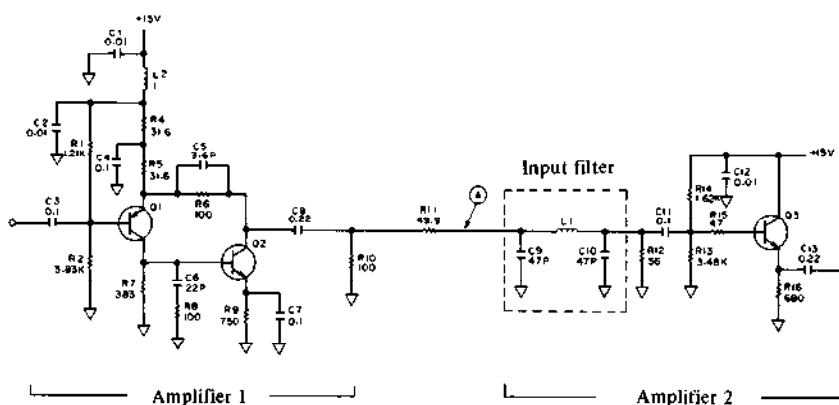 +15V
C1
0.01
L2
1
C2
0.01
R1
1.21K
R4
31.6
C4
0.1
R5
31.6
C5
3.6P
R6
100
C3
0.1
Q1
R2
3.83K
R7
383
C6
22P
R8
100
Q2
R9
750
C7
0.1
C8
0.22
R10
100
R11
49.9
A
Input filter
L1
C9
47P
C10
47P
R12
56
C11
0.1
R14
1.62K
R13
3.48K
R15
47
C12
0.01
+15V
Q3
C13
0.22
R16
680
Amplifier 1
Amplifier 2